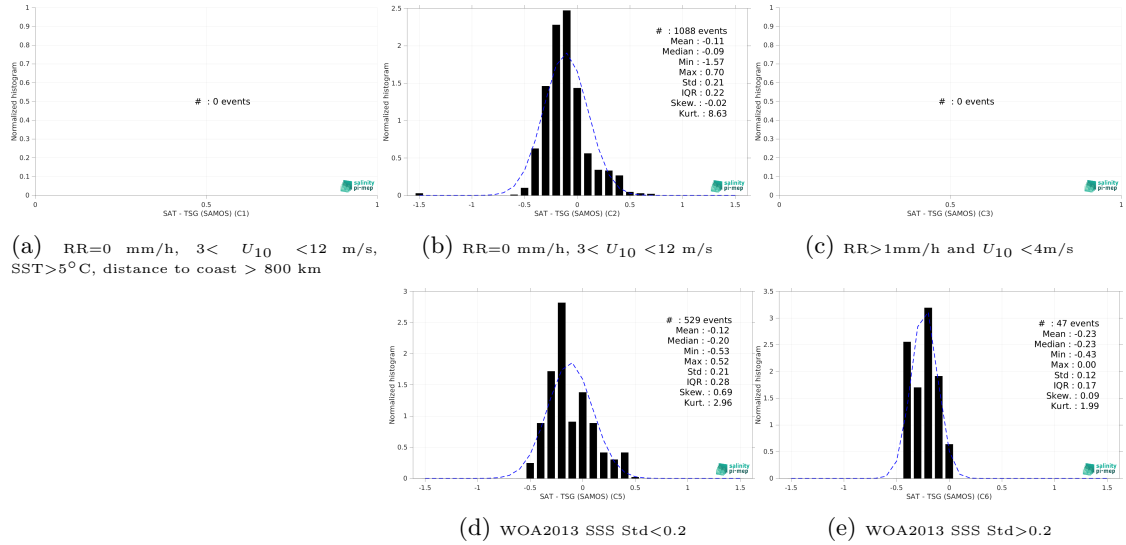 1
0.9
0.8
0.7
0.6
0.5
0.4
0.3
0.2
0.1
0
Normalized histogram
# : 0 events
salinity
pi-mep
0 0.5 1
SAT - TSG (SAMOS) (C1)
(a) RR=0 mm/h, 3< U10 <12 m/s,
SST>5°C, distance to coast > 800 km
2.5
2
1.5
1
0.5
0
Normalized histogram
# : 1088 events
Mean : -0.11
Median : -0.09
Min : -1.57
Max : 0.70
Std : 0.21
IQR : 0.22
Skew. : -0.02
Kurt. : 8.63
salinity
pi-mep
-1.5 -1 -0.5 0 0.5 1 1.5
SAT - TSG (SAMOS) (C2)
(b) RR=0 mm/h, 3< U10 <12 m/s
1
0.9
0.8
0.7
0.6
0.5
0.4
0.3
0.2
0.1
0
Normalized histogram
# : 0 events
salinity
pi-mep
0 0.5 1
SAT - TSG (SAMOS) (C3)
(c) RR>1mm/h and U10 <4m/s
3
2.5
2
1.5
1
0.5
0
Normalized histogram
# : 529 events
Mean : -0.12
Median : -0.20
Min : -0.53
Max : 0.52
Std : 0.21
IQR : 0.28
Skew. : 0.69
Kurt. : 2.96
salinity
pi-mep
-1.5 -1 -0.5 0 0.5 1 1.5
SAT - TSG (SAMOS) (C5)
(d) WOA2013 SSS Std<0.2
3.5
3
2.5
2
1.5
1
0.5
0
Normalized histogram
# : 47 events
Mean : -0.23
Median : -0.23
Min : -0.43
Max : 0.00
Std : 0.12
IQR : 0.17
Skew. : 0.09
Kurt. : 1.99
salinity
pi-mep
-1.5 -1 -0.5 0 0.5 1 1.5
SAT - TSG (SAMOS) (C6)
(e) WOA2013 SSS Std>0.2